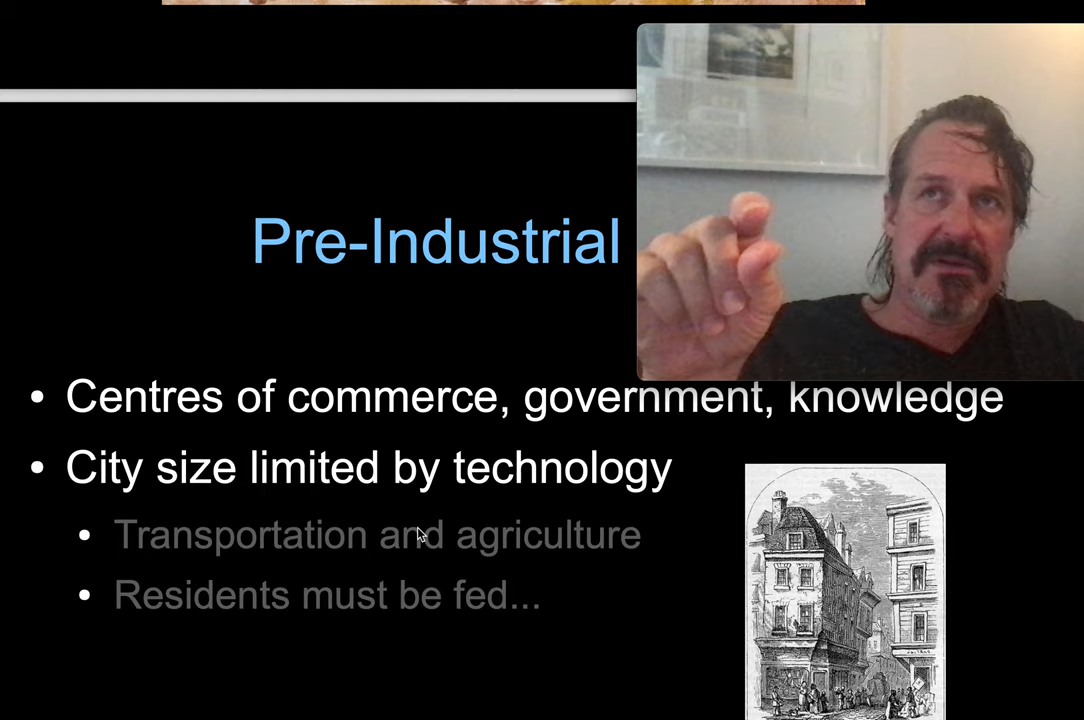 Pre-Industrial
Centres of commerce, government, knowledge
City size limited by technology
Transportation and agriculture
Residents must be fed...